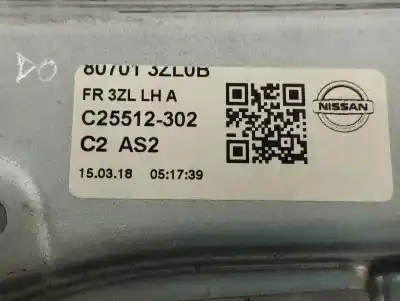 DO
80701 3ZL0B
FR 3ZL LH A
C25512-302
C2 AS2
15.03.18 05:17:39
NISSAN